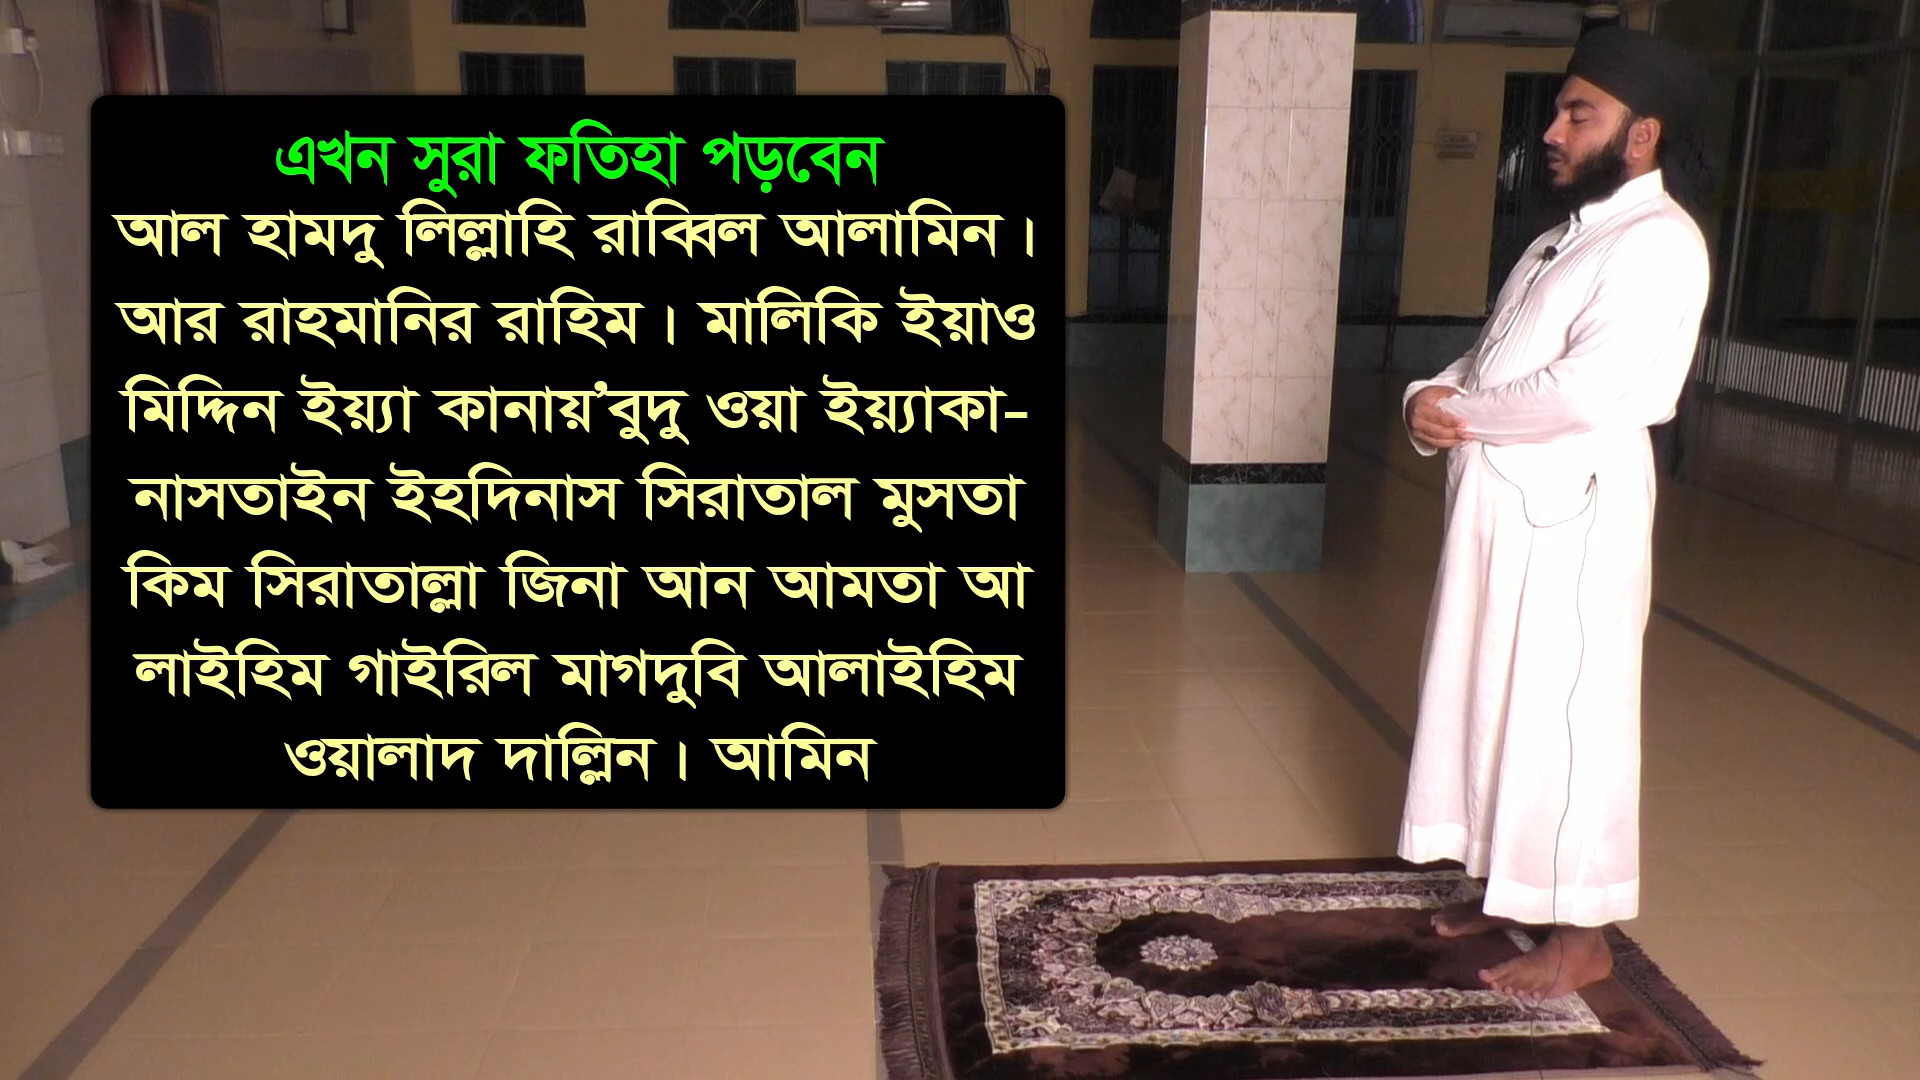 এখন সুরা ফতিহা পড়বেন
আল হামদু লিল্লাহি রাব্বিল আলামিন।
আর রাহমানির রাহিম। মালিকি ইয়াও
মিদ্দিন ইয়্যা কানায়’বুদু ওয়া ইয়্যাকা-
নাসতাইন ইহদিনাস সিরাতাল মুসতা
কিম সিরাতাল্লা জিনা আন আমতা আ
লাইহিম গাইরিল মাগদুবি আলাইহিম
ওয়ালাদ দাল্লিন। আমিন